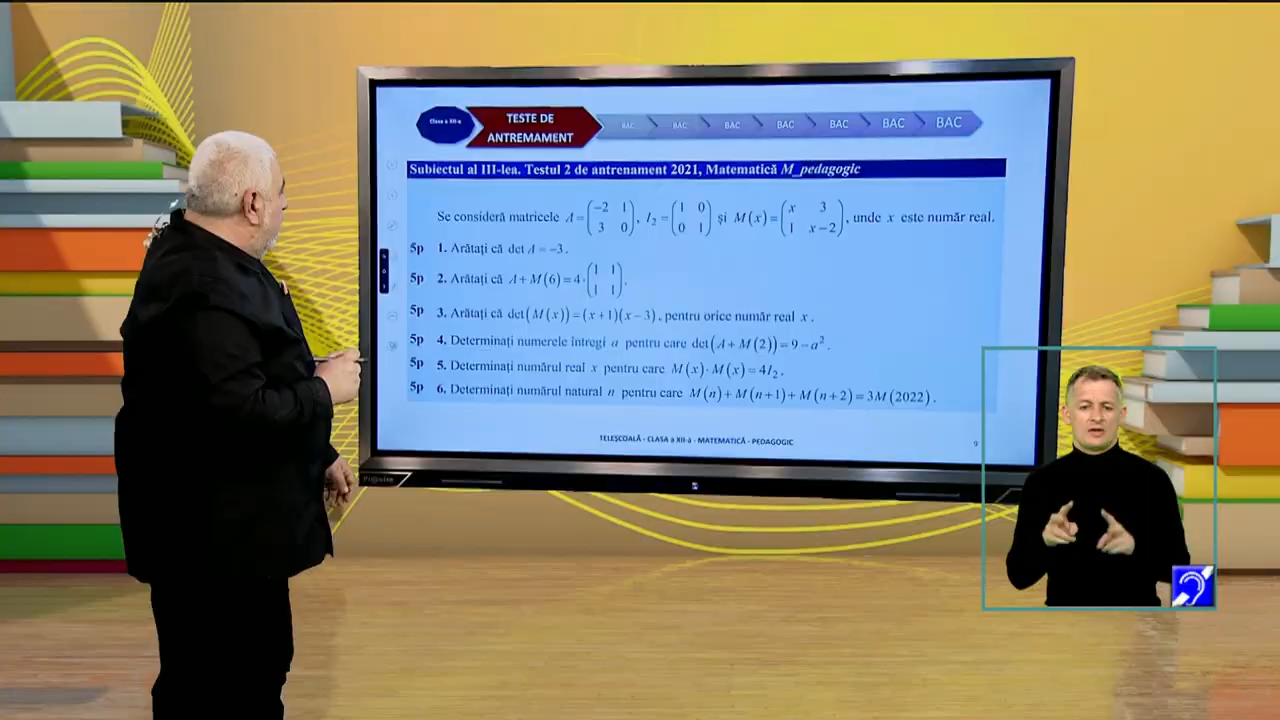 Clasa a XII-a
TESTE DE
ANTREMAMENT
BAC BAC BAC BAC BAC BAC BAC
Subiectul al III-lea. Testul 2 de antrenament 2021, Matematică M_pedagogic
Se consideră matricele A = (−2 1 / 3 0), I₂ = (1 0 / 0 1) și M(x) = (x 3 / 1 x−2), unde x este număr real.
5p 1. Arătați că det A = −3.
5p 2. Arătați că A + M(6) = 4·(1 1 / 1 1).
5p 3. Arătați că det(M(x)) = (x+1)(x−3), pentru orice număr real x.
5p 4. Determinați numerele întregi a pentru care det(A + M(2)) = 9 − a².
5p 5. Determinați numărul real x pentru care M(x)·M(x) = 4I₂.
5p 6. Determinați numărul natural n pentru care M(n) + M(n+1) + M(n+2) = 3M(2022).
TELEȘCOALĂ - CLASA a XII-a - MATEMATICĂ - PEDAGOGIC
9